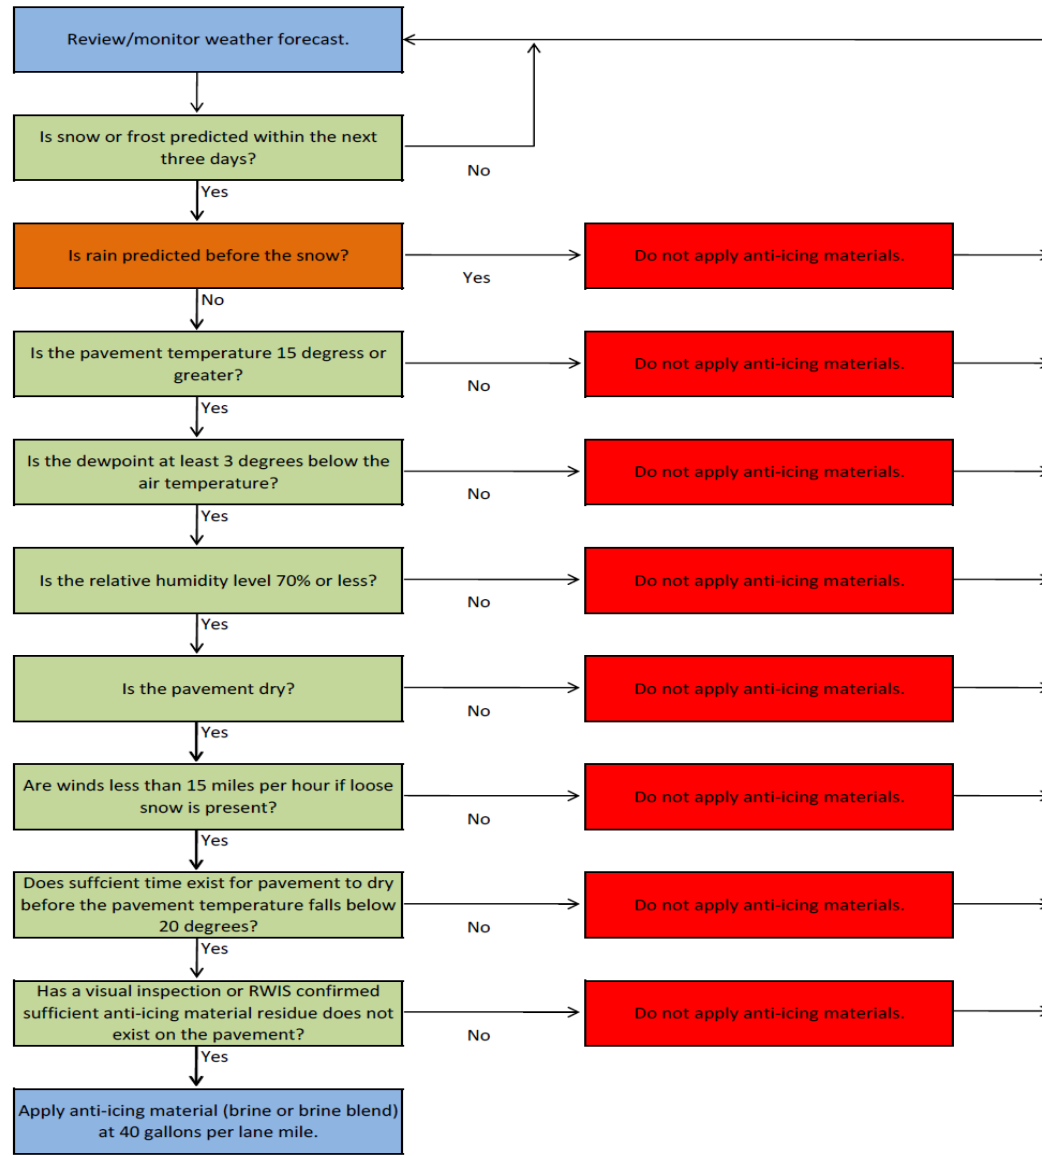 Review/monitor weather forecast.
Is snow or frost predicted within the next
three days?
No
Yes
Is rain predicted before the snow?
Do not apply anti-icing materials.
Yes
No
Is the pavement temperature 15 degress or
greater?
Do not apply anti-icing materials.
No
Yes
Is the dewpoint at least 3 degrees below the
air temperature?
Do not apply anti-icing materials.
No
Yes
Is the relative humidity level 70% or less?
Do not apply anti-icing materials.
No
Yes
Is the pavement dry?
Do not apply anti-icing materials.
No
Yes
Are winds less than 15 miles per hour if loose
snow is present?
Do not apply anti-icing materials.
No
Yes
Does suffcient time exist for pavement to dry
before the pavement temperature falls below
20 degrees?
Do not apply anti-icing materials.
No
Yes
Has a visual inspection or RWIS confirmed
sufficient anti-icing material residue does not
exist on the pavement?
Do not apply anti-icing materials.
No
Yes
Apply anti-icing material (brine or brine blend)
at 40 gallons per lane mile.